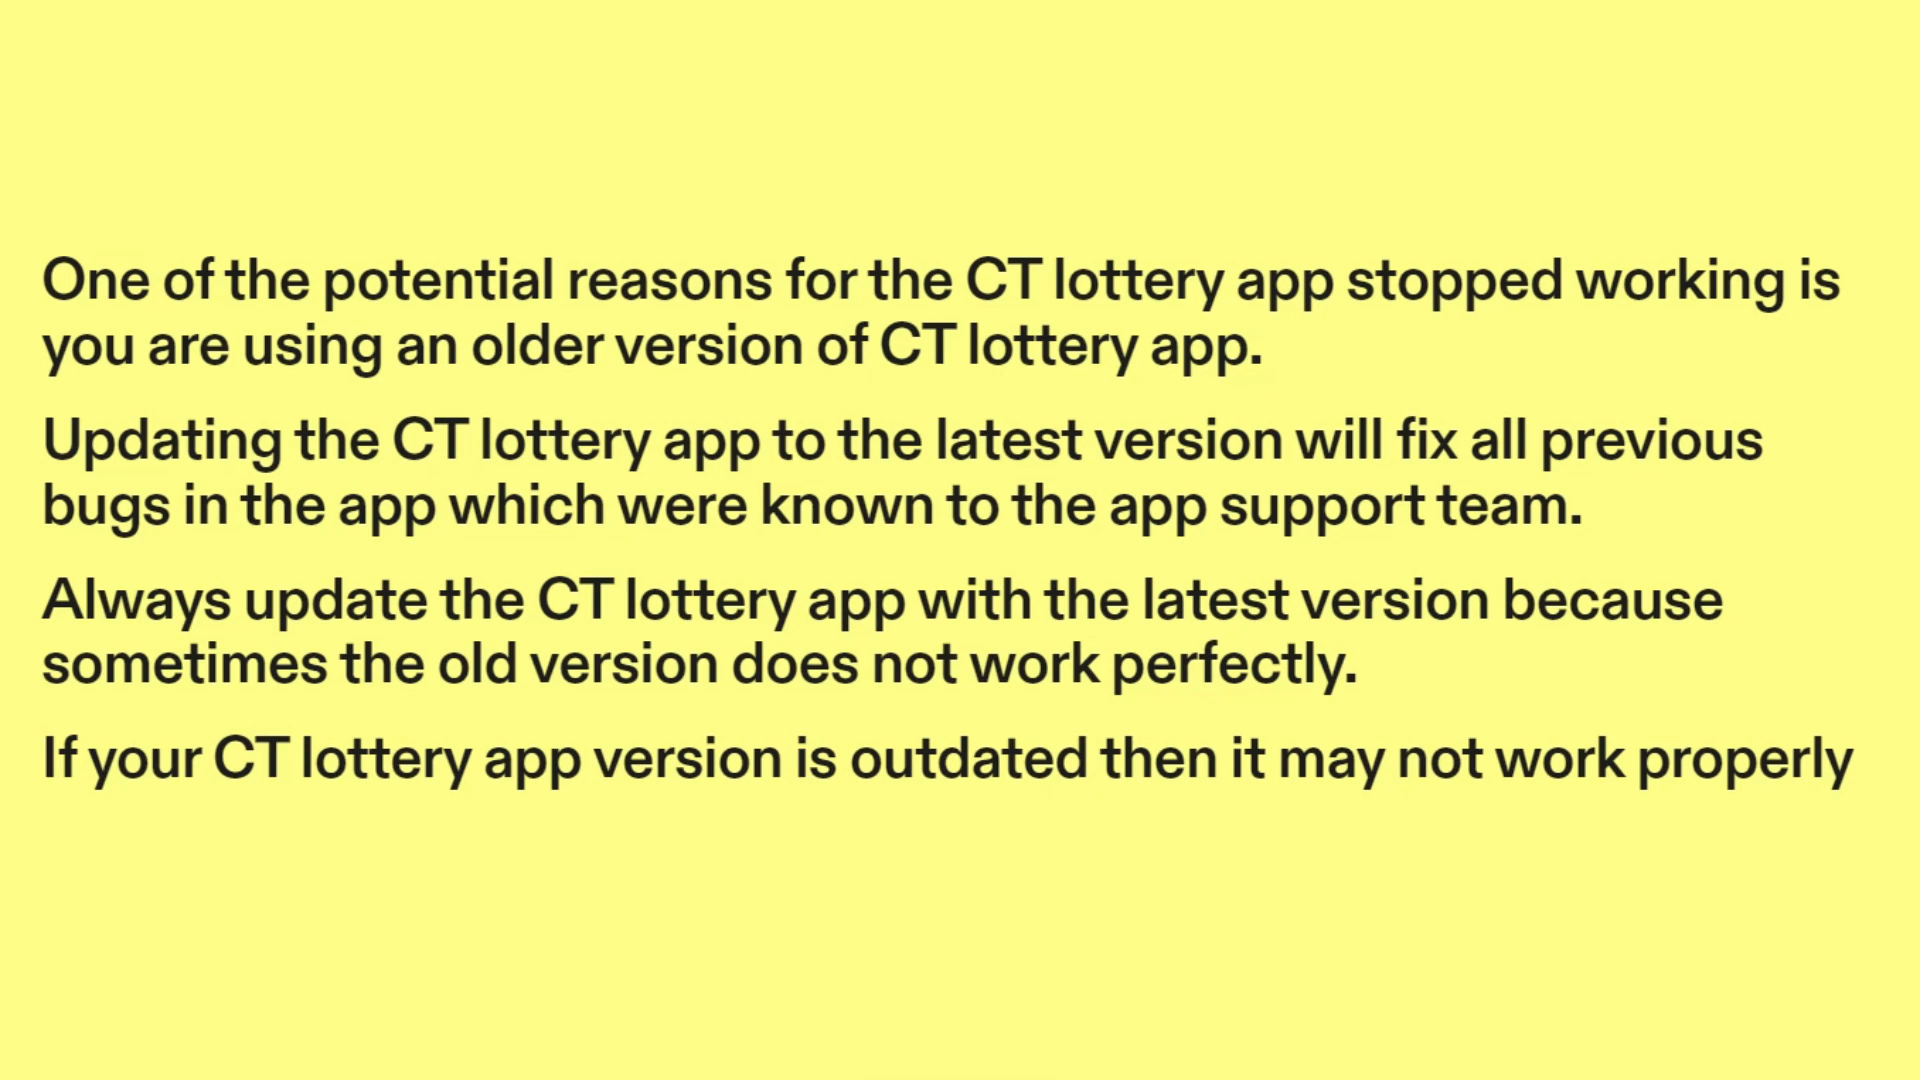 One of the potential reasons for the CT lottery app stopped working is
you are using an older version of CT lottery app.
Updating the CT lottery app to the latest version will fix all previous
bugs in the app which were known to the app support team.
Always update the CT lottery app with the latest version because
sometimes the old version does not work perfectly.
If your CT lottery app version is outdated then it may not work properly